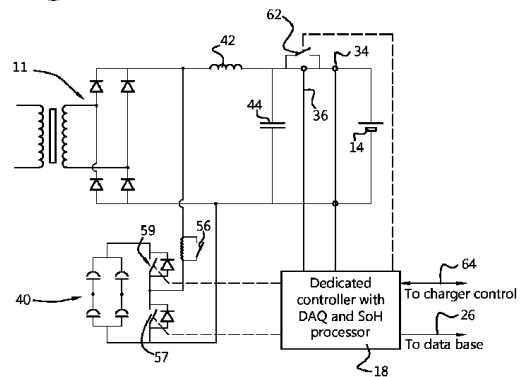 62
42
34
11
44
36
14
59
56
64
To charger control
40
Dedicated
controller with
DAQ and SoH
processor
26
To data base
57
18